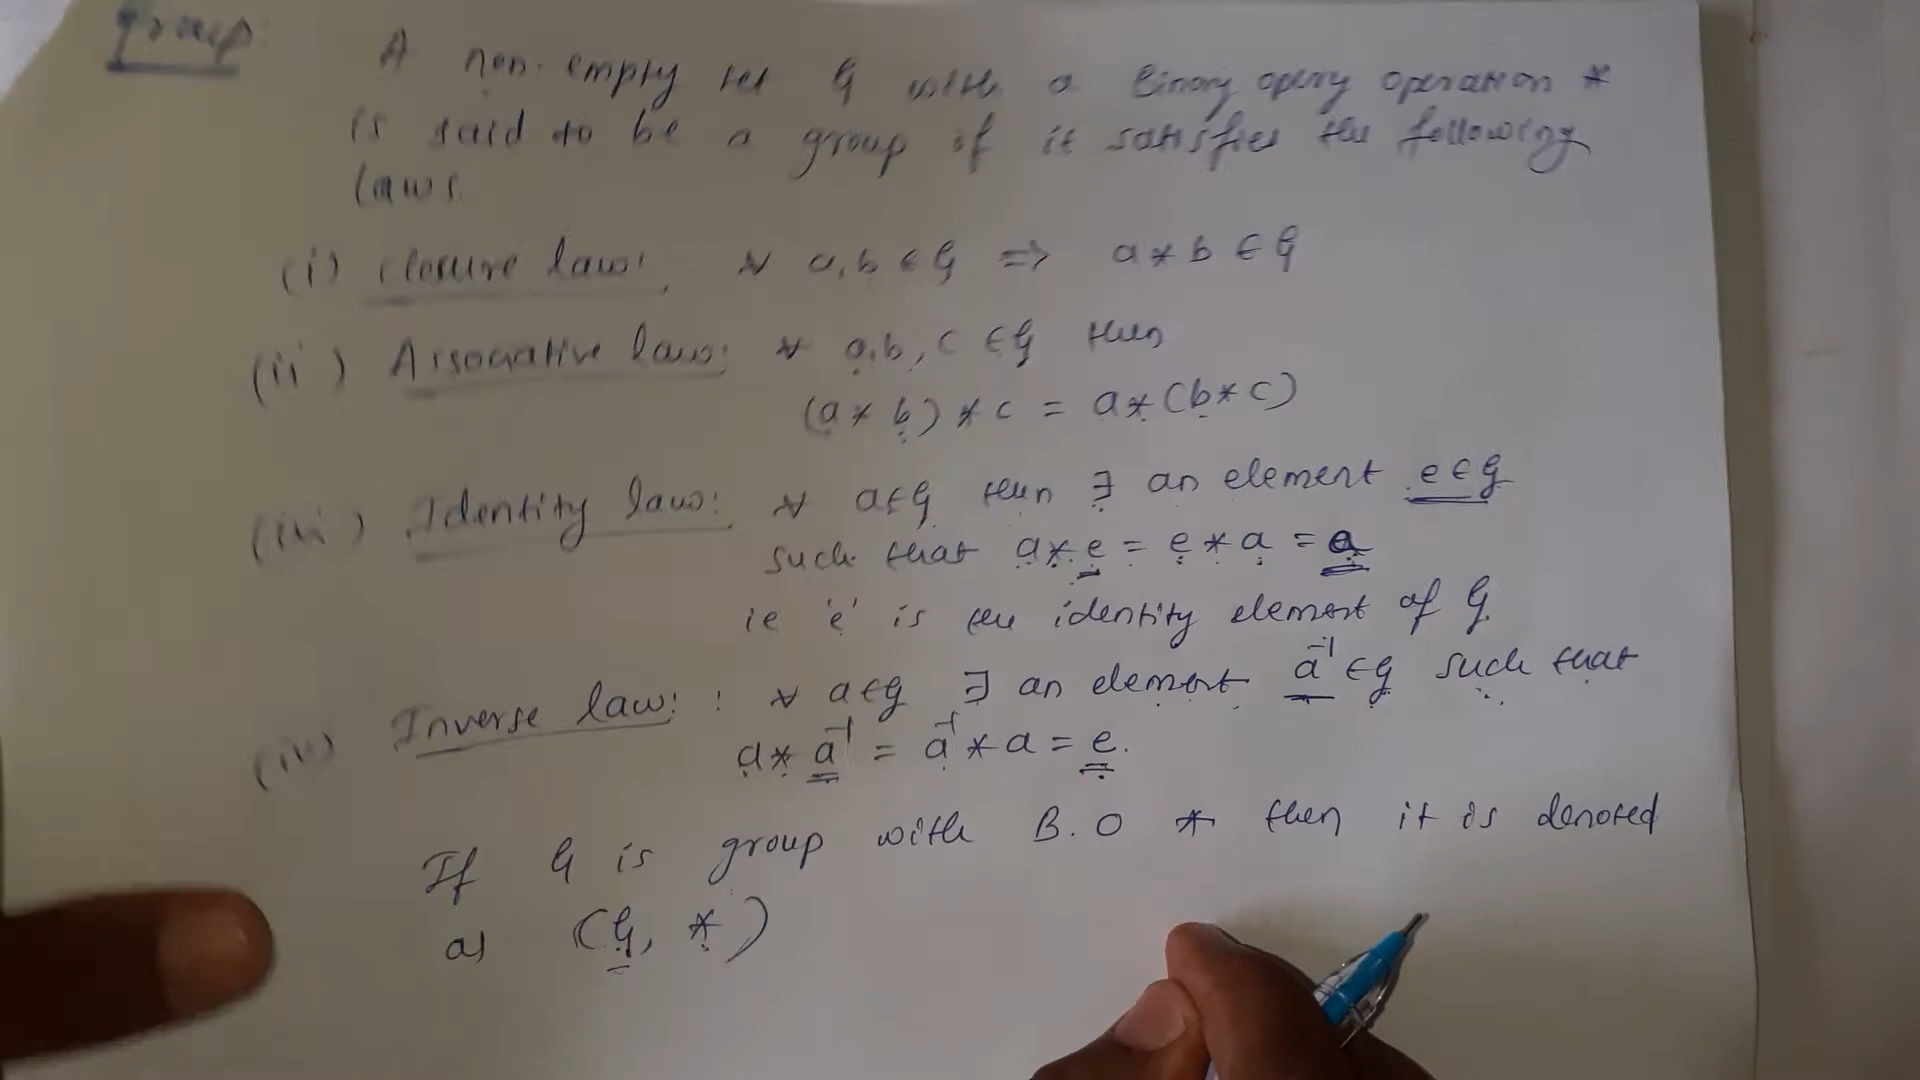 group:
A non-empty set G with a Binary opery operation *
is said to be a group if it satisfies the following
laws.
(i) closure law: ∀ a,b ∈ G ⇒ a * b ∈ G
(ii) Associative law: ∀ a,b,c ∈ G then
(a * b) * c = a * (b * c)
(iii) Identity law: ∀ a∈G then ∃ an element e∈G
such that a * e = e * a = a
ie 'e' is the identity element of G
(iv) Inverse law: : ∀ a∈G ∃ an element a⁻¹ ∈ G such that
a * a⁻¹ = a⁻¹ * a = e.
If G is group with B.O * then it is denoted
as (G, *)